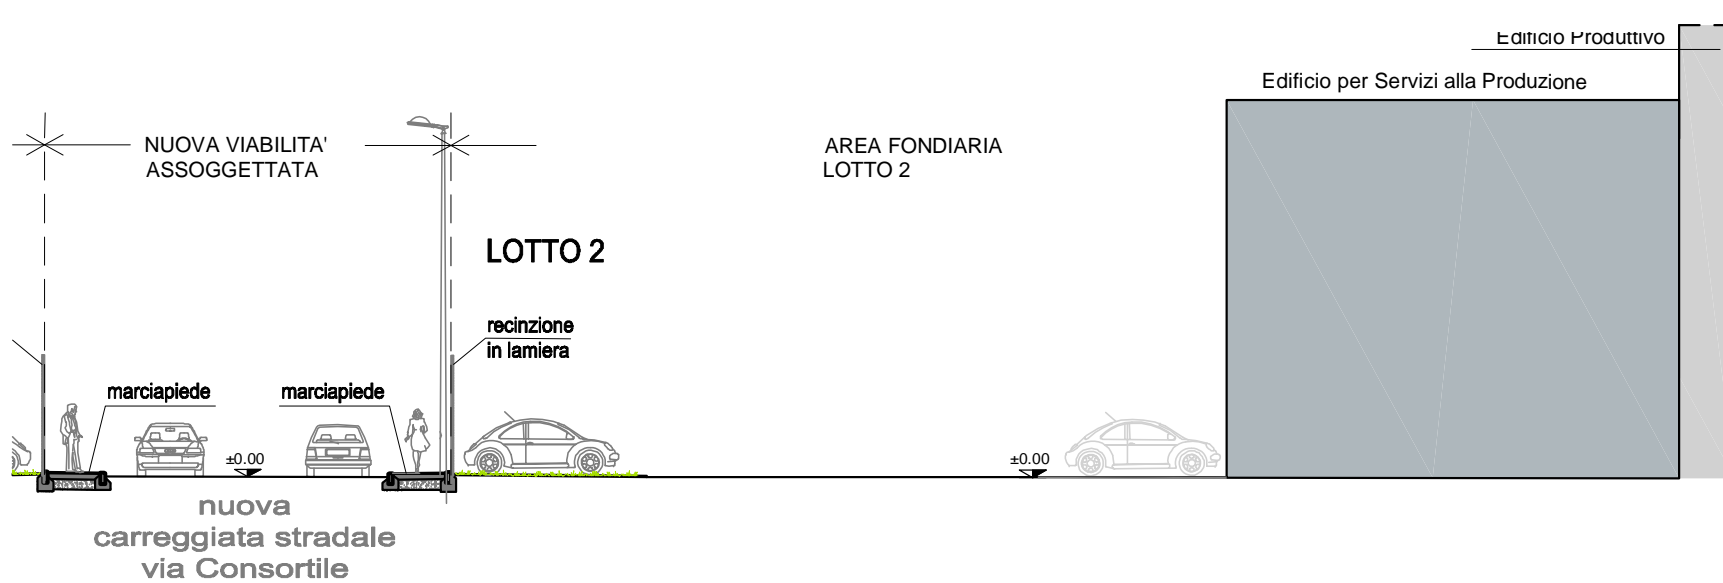 Edificio Produttivo
Edificio per Servizi alla Produzione
NUOVA VIABILITA'
ASSOGGETTATA
AREA FONDIARIA
LOTTO 2
LOTTO 2
recinzione
in lamiera
marciapiede
marciapiede
±0.00
±0.00
nuova
carreggiata stradale
via Consortile